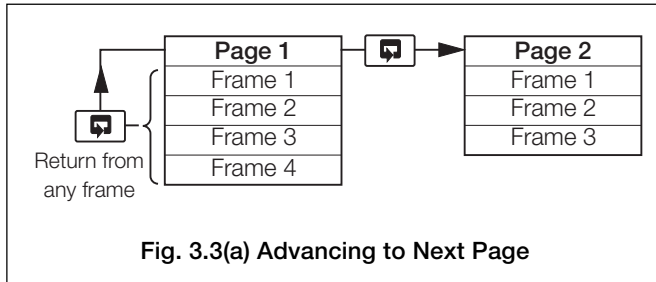 Page 1
Frame 1
Frame 2
Frame 3
Frame 4
Return from
any frame
Page 2
Frame 1
Frame 2
Frame 3
Fig. 3.3(a) Advancing to Next Page